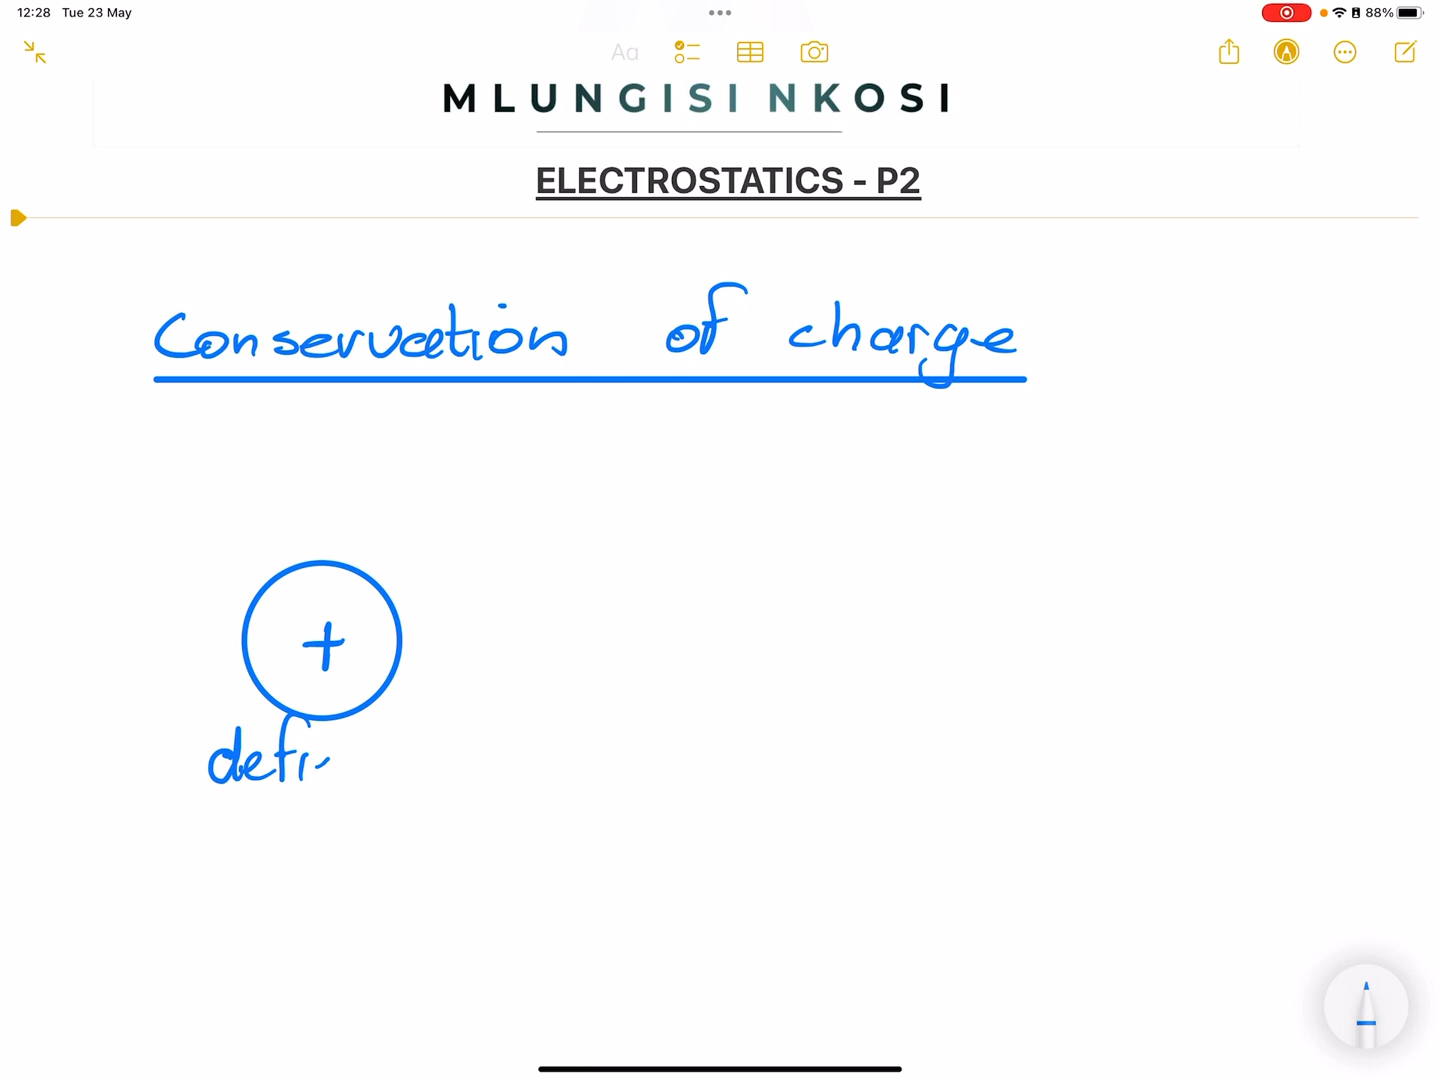 12:28 Tue 23 May 88%
Aa
MLUNGISI NKOSI
ELECTROSTATICS - P2
Conservation of charge
+
defi